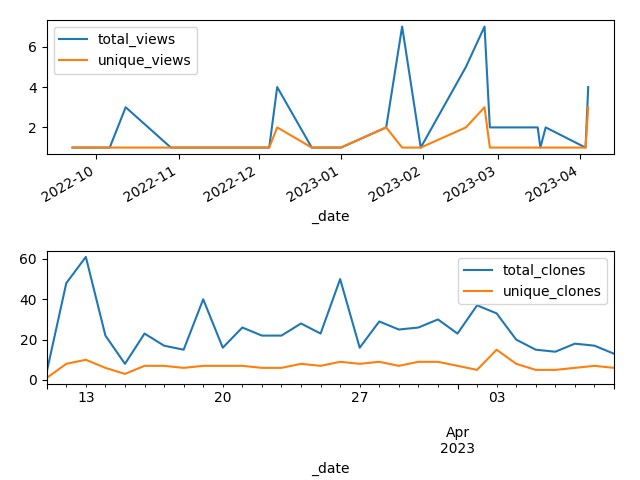 6
4
2
total_views
unique_views
2022-10
2022-11
2022-12
2023-01
2023-02
2023-03
2023-04
_date
60
40
20
0
total_clones
unique_clones
13
20
27
03
Apr
2023
_date